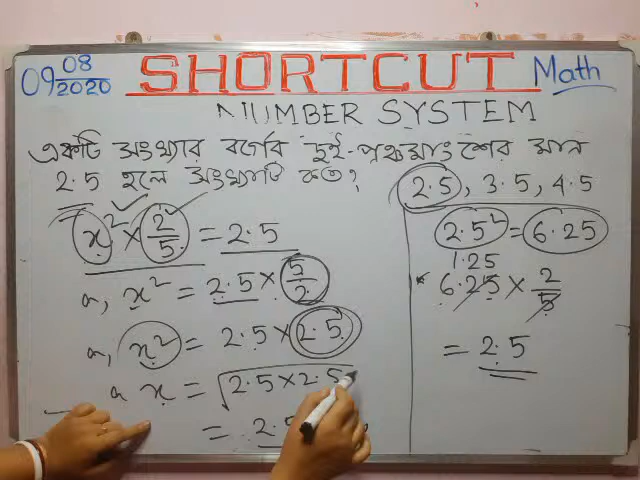 09 08/2020 SHORTCUT Math
NUMBER SYSTEM
একটি সংখ্যার বর্গের দুই-পঞ্চমাংশের মান
2.5 হলে সংখ্যাটি কত? 2.5, 3.5, 4.5
x² × 2/5 = 2.5
a, x² = 2.5 × 5/2
a, x² = 2.5 × 2.5
a x = √2.5 × 2.5
= 2.5
2.5² = 6.25
1.25
6.25 × 2/5
= 2.5